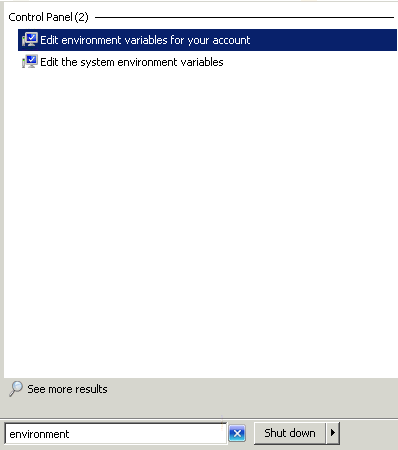 Control Panel (2)
Edit environment variables for your account
Edit the system environment variables
See more results
environment
Shut down